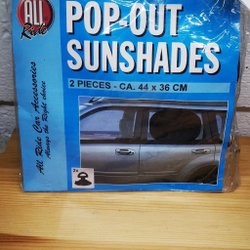 ALL
Ride
POP-OUT
SUNSHADES
2 PIECES - CA. 44 x 36 CM
All Ride Car Accessories
Always the Right choice
2x